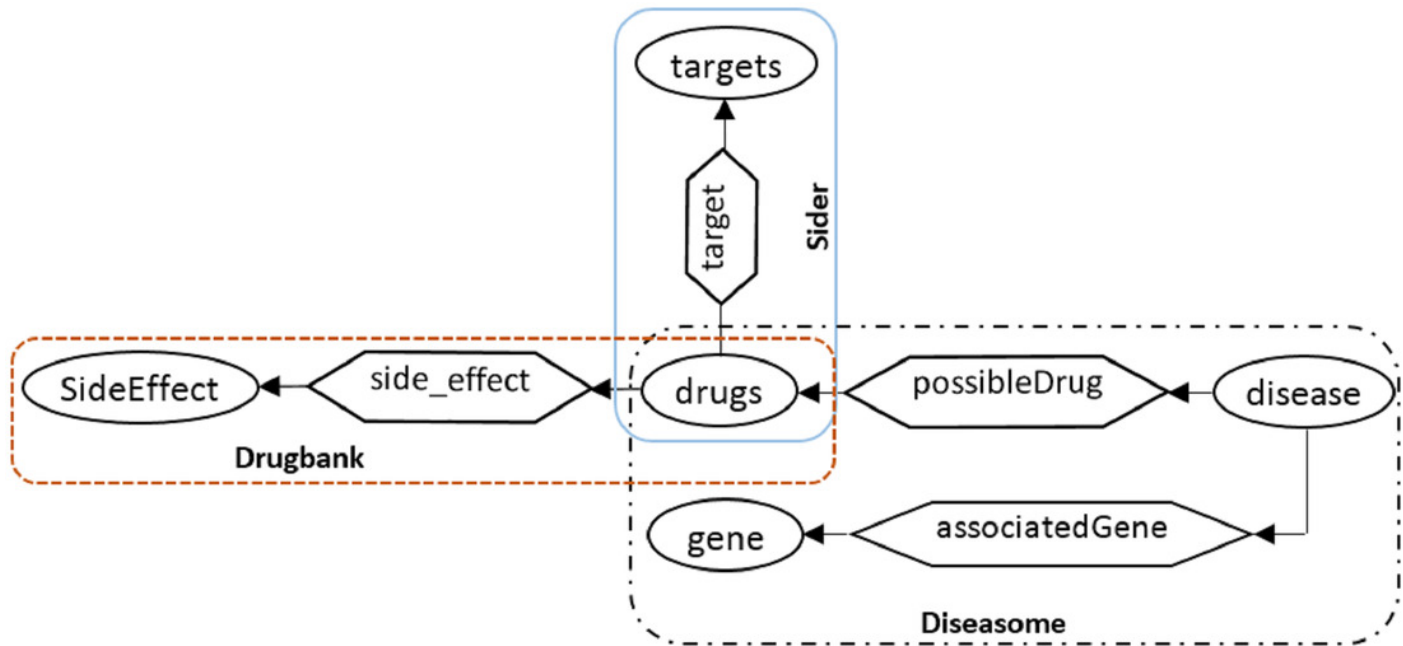 targets
target
Sider
SideEffect
side_effect
drugs
possibleDrug
disease
Drugbank
gene
associatedGene
Diseasome